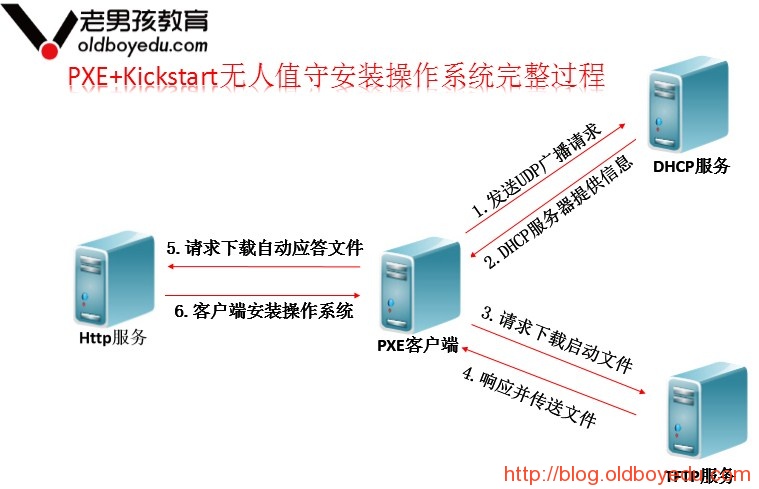 老男孩教育
oldboyedu.com
PXE+Kickstart无人值守安装操作系统完整过程
DHCP服务
1.发送UDP广播请求
2.DHCP服务器提供信息
5.请求下载自动应答文件
6.客户端安装操作系统
Http服务
PXE客户端
3.请求下载启动文件
4.响应并传送文件
TFTP服务
http://blog.oldboyedu.com